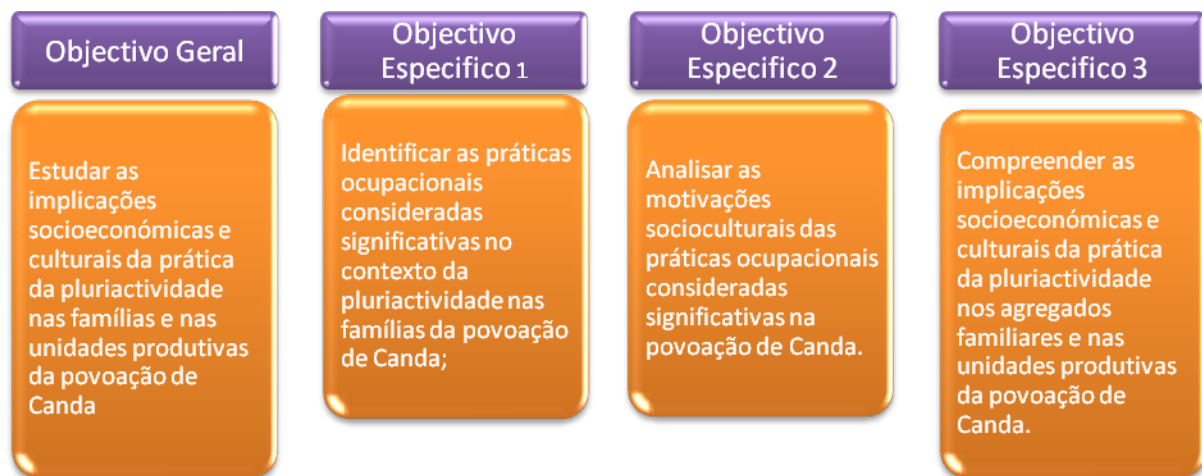 Objectivo Geral
Estudar as
implicações
socioeconómicas e
culturais da prática
da pluriactividade
nas famílias e nas
unidades produtivas
da povoação de
Canda
Objectivo
Especifico 1
Identificar as práticas
ocupacionais
consideradas
significativas no
contexto da
pluriactividade nas
famílias da povoação
de Canda;
Objectivo
Especifico 2
Analisar as
motivações
socioculturais das
práticas ocupacionais
consideradas
significativas na
povoação de Canda.
Objectivo
Especifico 3
Compreender as
implicações
socioeconómicas e
culturais da prática
da pluriactividade
nos agregados
familiares e nas
unidades produtivas
da povoação de
Canda.